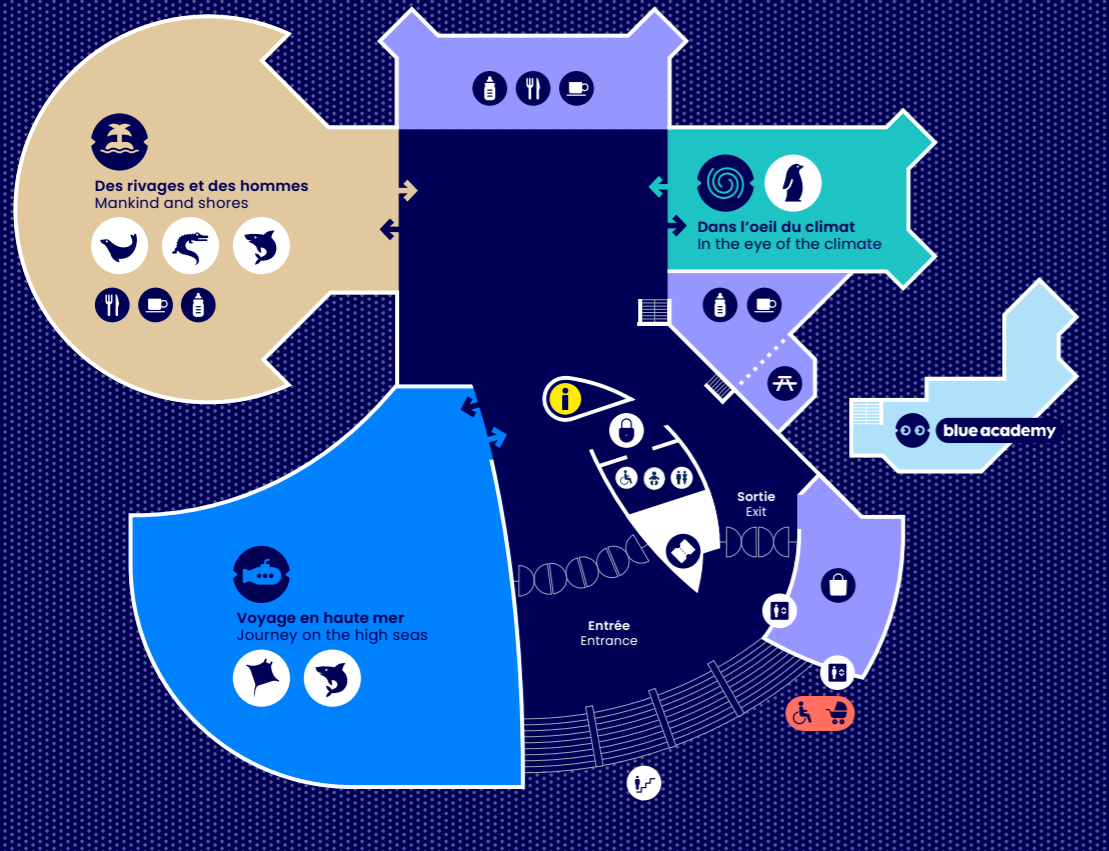 Des rivages et des hommes
Mankind and shores
Dans l’oeil du climat
In the eye of the climate
i
blue academy
Sortie
Exit
Voyage en haute mer
Journey on the high seas
Entrée
Entrance